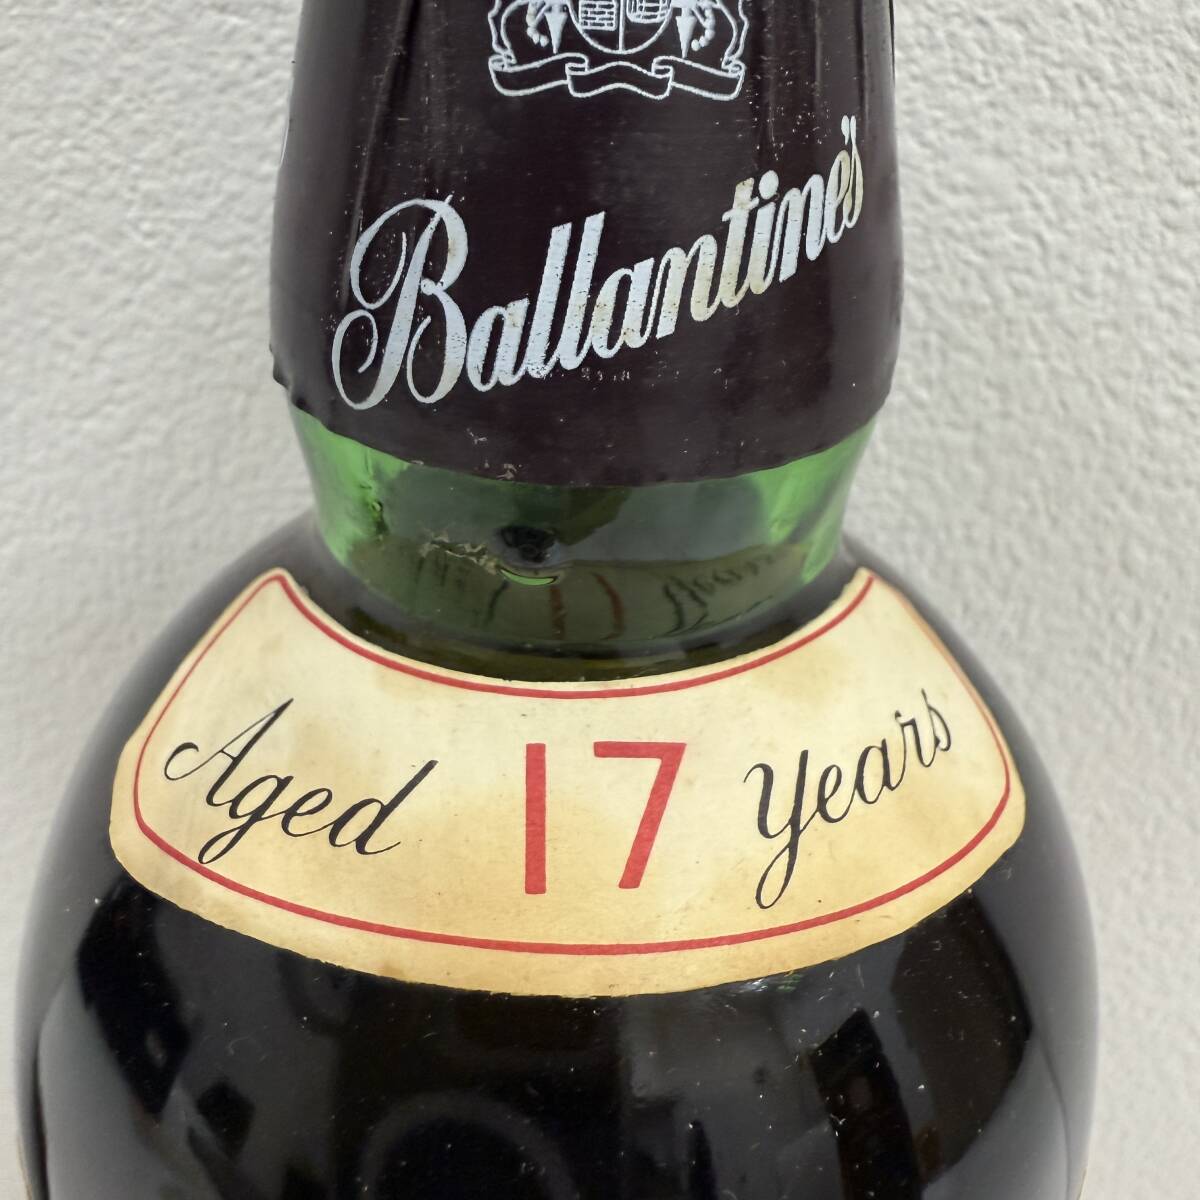 Ballantine's
Aged 17 Years